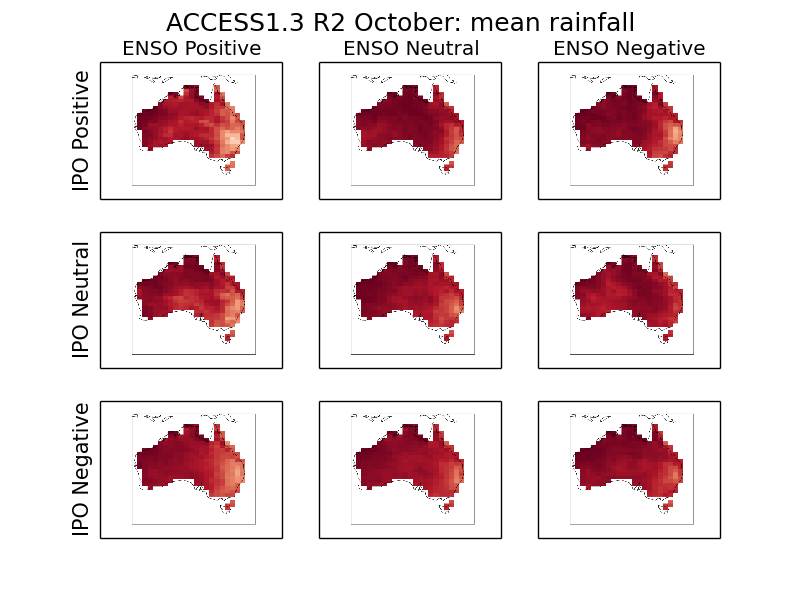 ACCESS1.3 R2 October: mean rainfall
ENSO Positive
ENSO Neutral
ENSO Negative
IPO Positive
IPO Neutral
IPO Negative